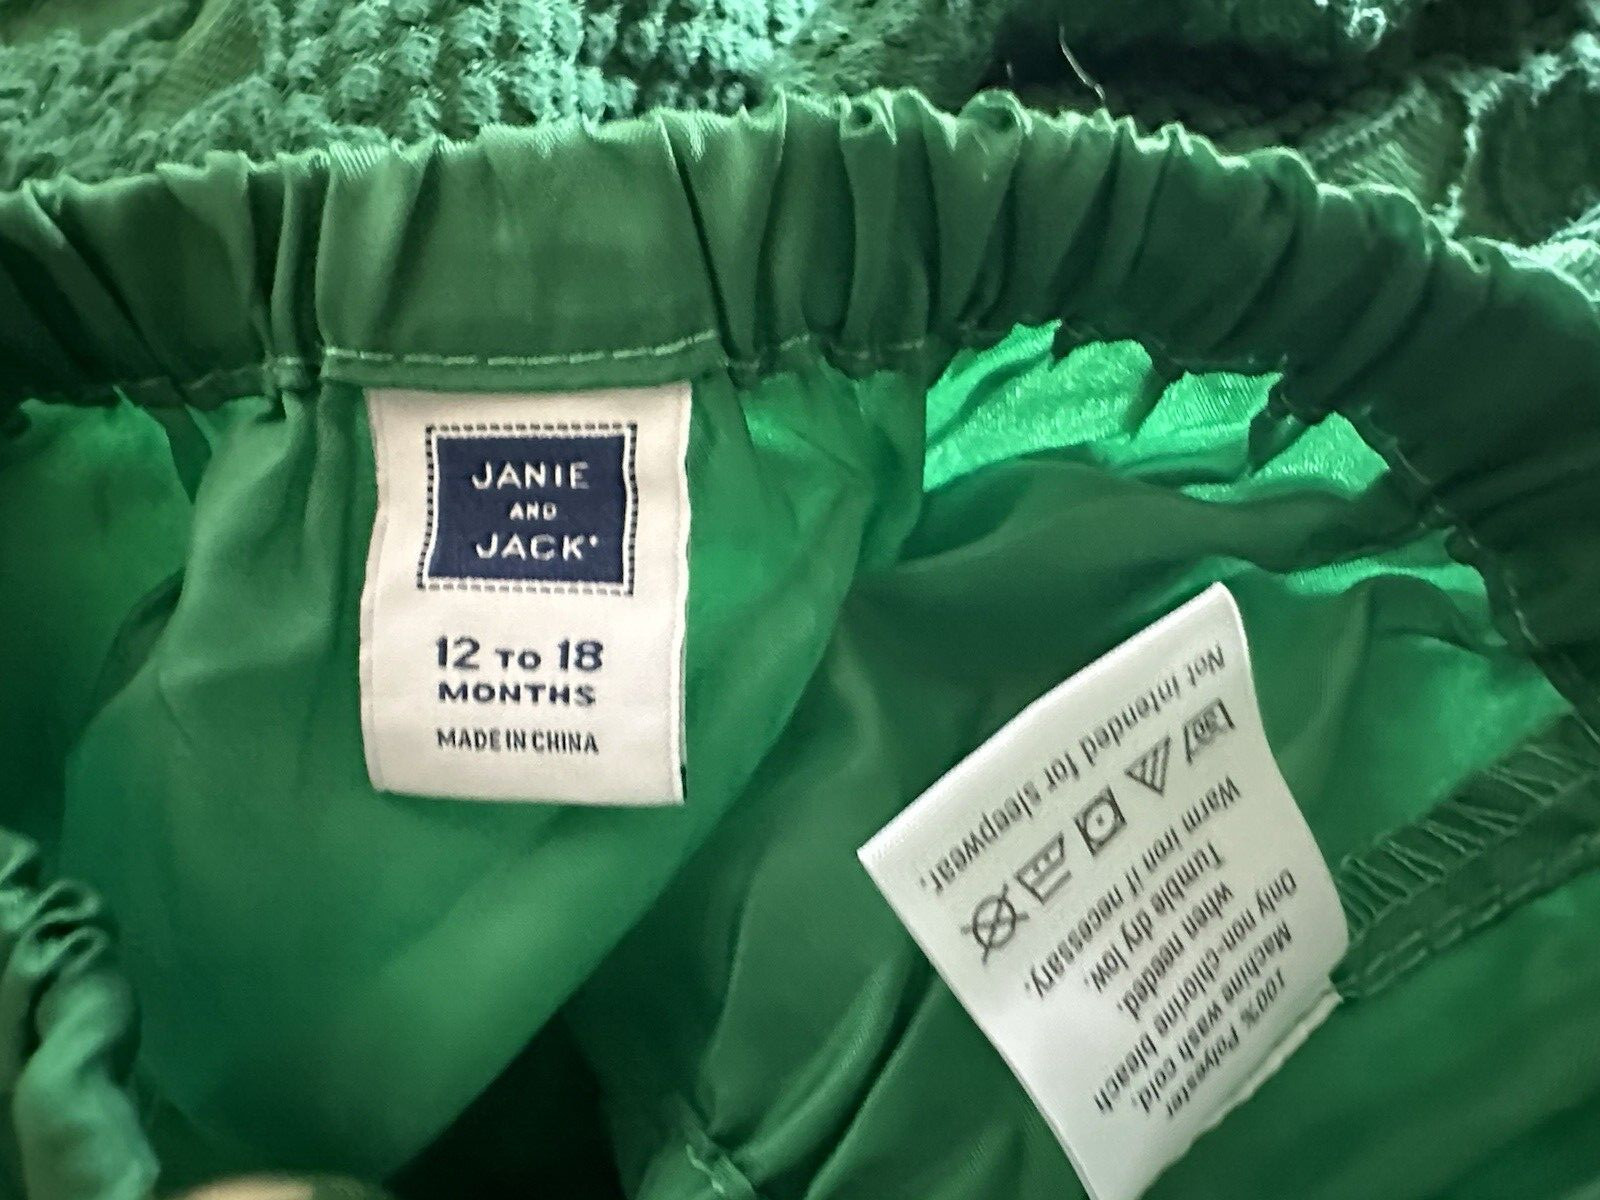 JANIE
AND
JACK
12 TO 18
MONTHS
MADE IN CHINA
100% Polyester
Machine wash cold.
Only non-chlorine bleach
when needed.
Tumble dry low.
Warm iron if necessary.
30
Not intended for sleepwear.